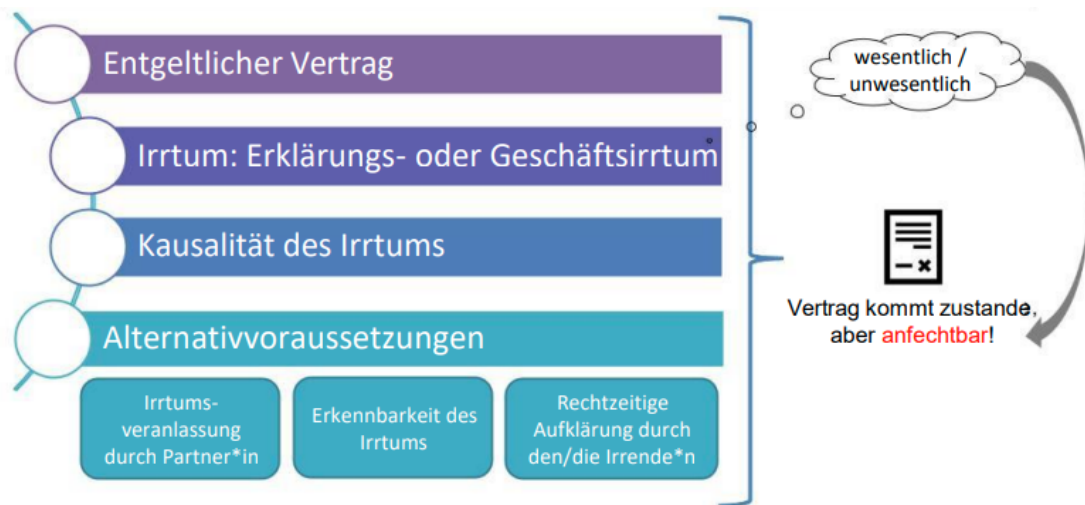 Entgeltlicher Vertrag
Irrtum: Erklärungs- oder Geschäftsirrtum
Kausalität des Irrtums
Alternativvoraussetzungen
Irrtums-
veranlassung
durch Partner*in
Erkennbarkeit des
Irrtums
Rechtzeitige
Aufklärung durch
den/die Irrende*n
wesentlich /
unwesentlich
Vertrag kommt zustande,
aber anfechtbar!